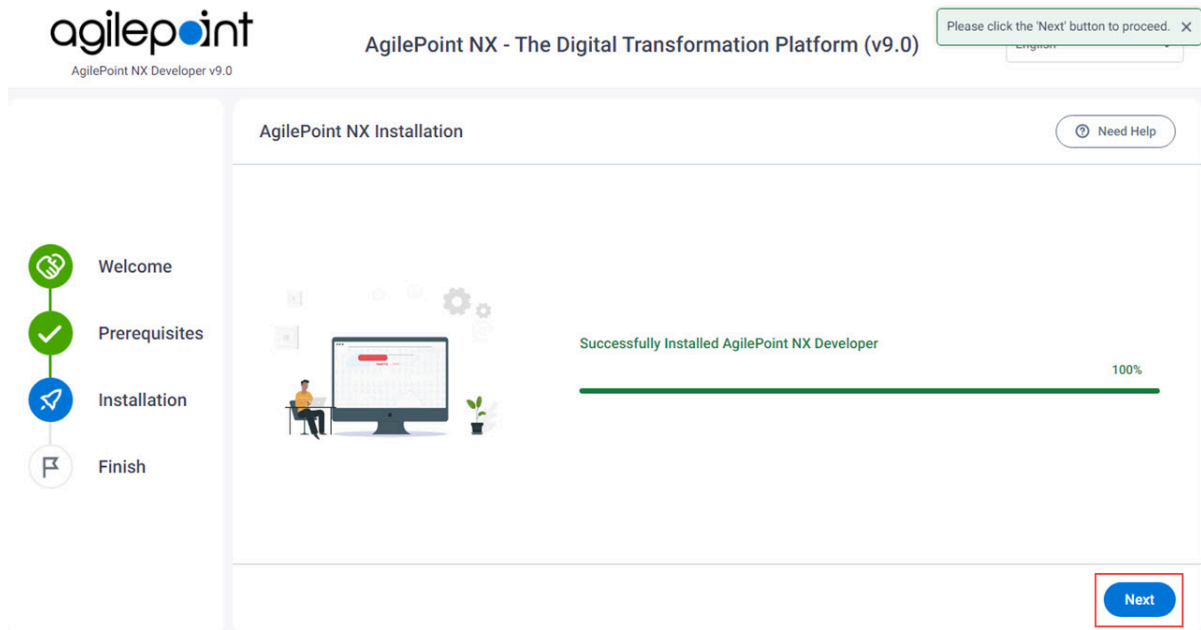 agilepoint
AgilePoint NX Developer v9.0
AgilePoint NX - The Digital Transformation Platform (v9.0)
Please click the 'Next' button to proceed.
English
AgilePoint NX Installation
Need Help
Welcome
Prerequisites
Installation
Finish
Successfully Installed AgilePoint NX Developer
100%
Next